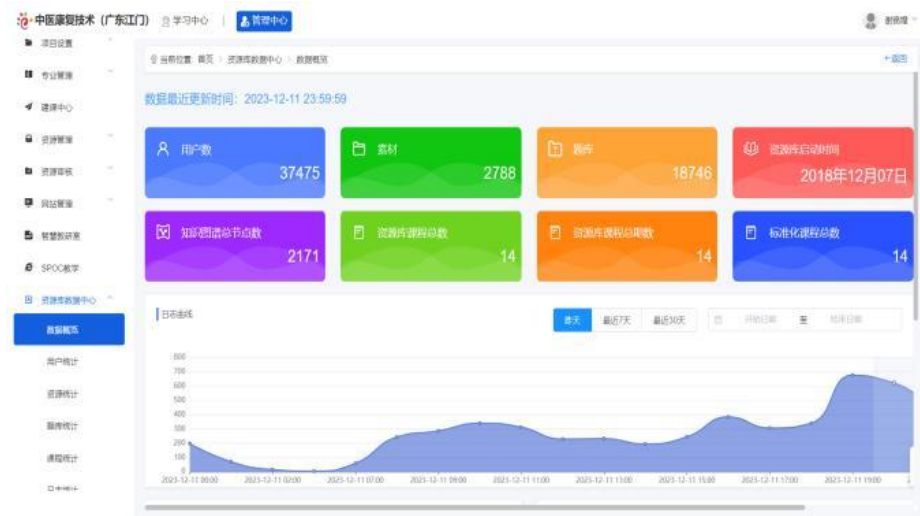 中医康复技术（广东江门） 学习中心 管理中心
项目设置
专业管理
建课中心
资源管理
资源审核
网站管理
智慧教研室
SPOC教学
资源库数据中心
数据概览
用户统计
资源统计
题库统计
课程统计
日志统计
当前位置: 首页 > 资源库数据中心 > 数据概览
返回
数据最近更新时间: 2023-12-11 23:59:59
用户数
37475
素材
2788
题库
18746
资源库启动时间
2018年12月07日
知识图谱总节点数
2171
资源库课程总数
14
资源库课程总期数
14
标准化课程总数
14
日志曲线
昨天 最近7天 最近30天 开始日期 至 结束日期
800
700
600
500
400
300
200
100
0
2023-12-11 00:00 2023-12-11 02:00 2023-12-11 07:00 2023-12-11 09:00 2023-12-11 11:00 2023-12-11 13:00 2023-12-11 15:00 2023-12-11 17:00 2023-12-11 19:00